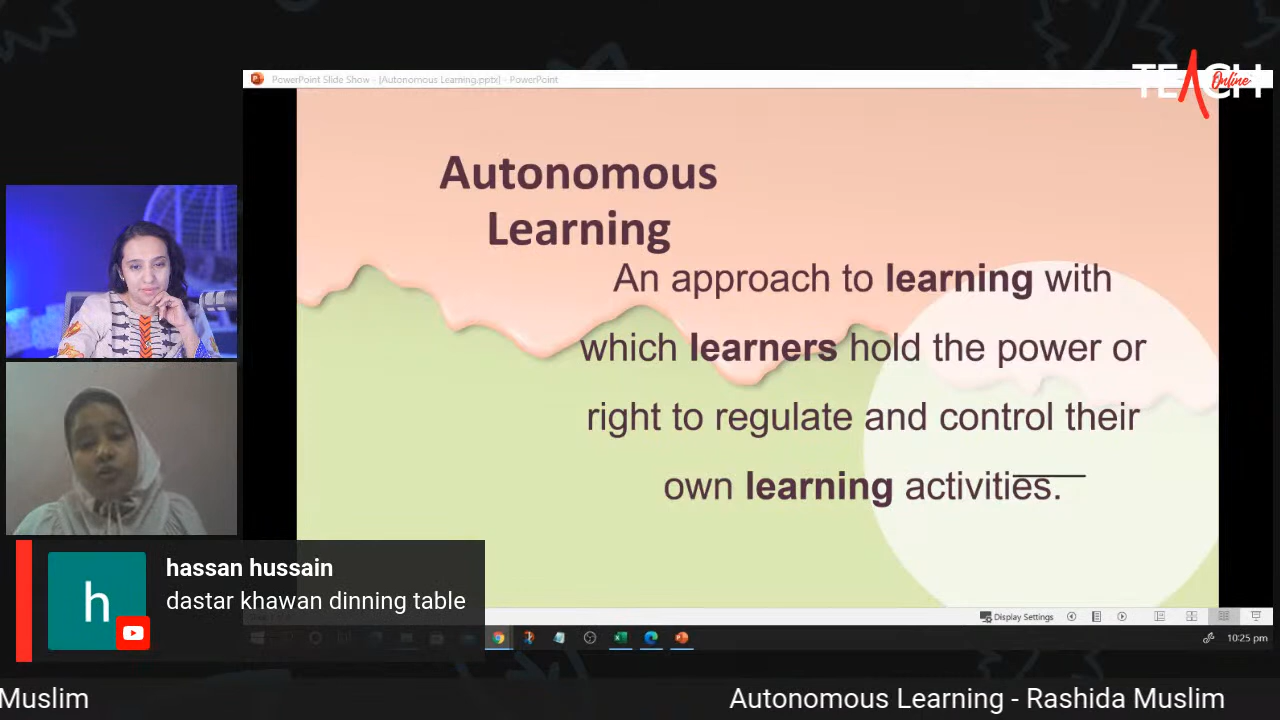 PowerPoint Slide Show - [Autonomous Learning.pptx] - PowerPoint
TEACH
Online
Autonomous
Learning
An approach to learning with
which learners hold the power or
right to regulate and control their
own learning activities.
h
hassan hussain
dastar khawan dinning table
Display Settings
10:25 pm
Muslim
Autonomous Learning - Rashida Muslim